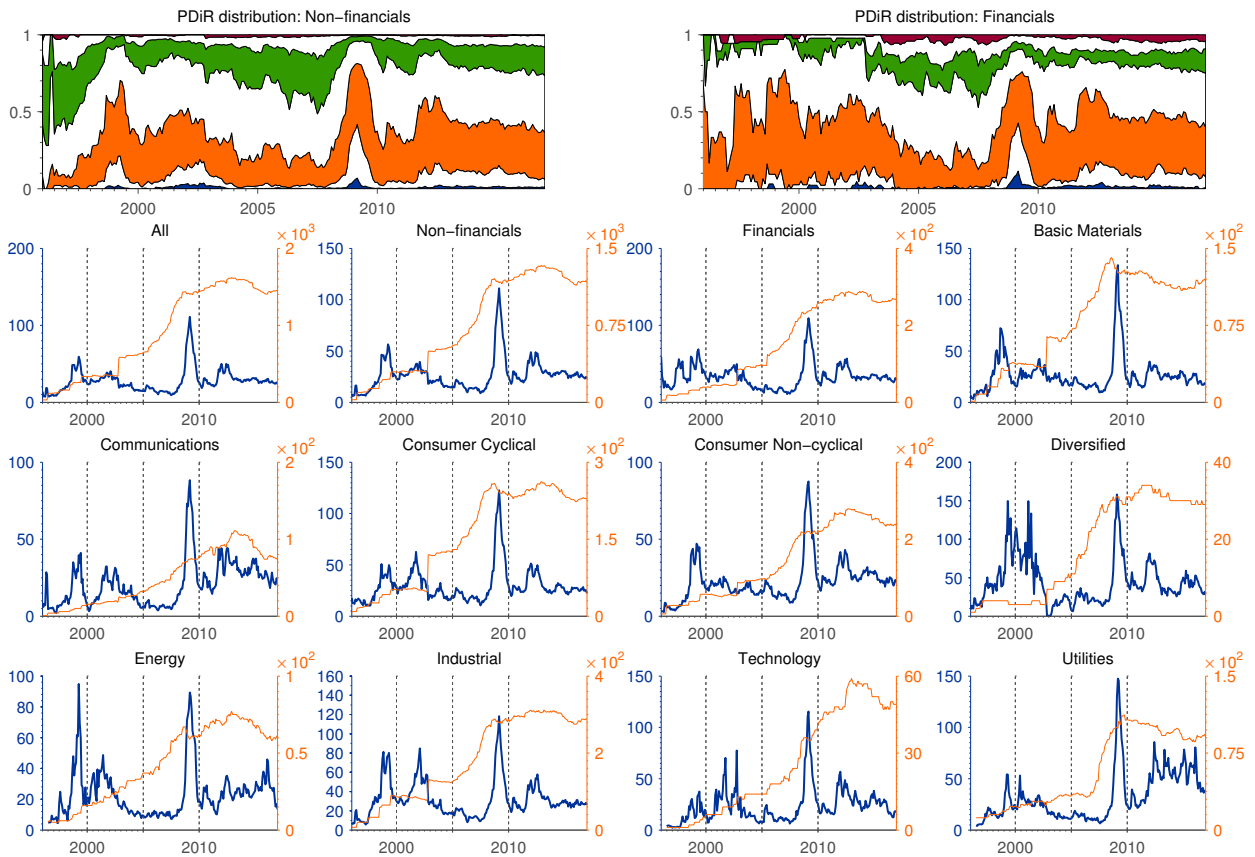 PDiR distribution: Non−financials PDiR distribution: Financials
1 1
0.5 0.5
0 0
2000 2005 2010 2000 2005 2010
All Non−financials Financials Basic Materials
× 10³ × 10³ × 10² × 10²
200 2 150 1.5 150 4 150 1.5
100 1 100 50 0.75 100 50 2 100 50 0.75
0 0 0 0 0 0 0 0
2000 2010 2000 2010 2000 2010 2000 2010
Communications Consumer Cyclical Consumer Non−cyclical Diversified
× 10² × 10² × 10²
100 2 150 3 100 4 200 40
50 1 100 50 1.5 50 2 150 100 50 20
0 0 0 0 0 0 0 0
2000 2010 2000 2010 2000 2010 2000 2010
Energy Industrial Technology Utilities
× 10² × 10² × 10²
100 1 160 4 150 60 150 1.5
80 60 40 20 0.5 140 120 100 80 60 40 20 2 100 50 30 100 50 0.75
0 0 0 0 0 0 0 0
2000 2010 2000 2010 2000 2010 2000 2010